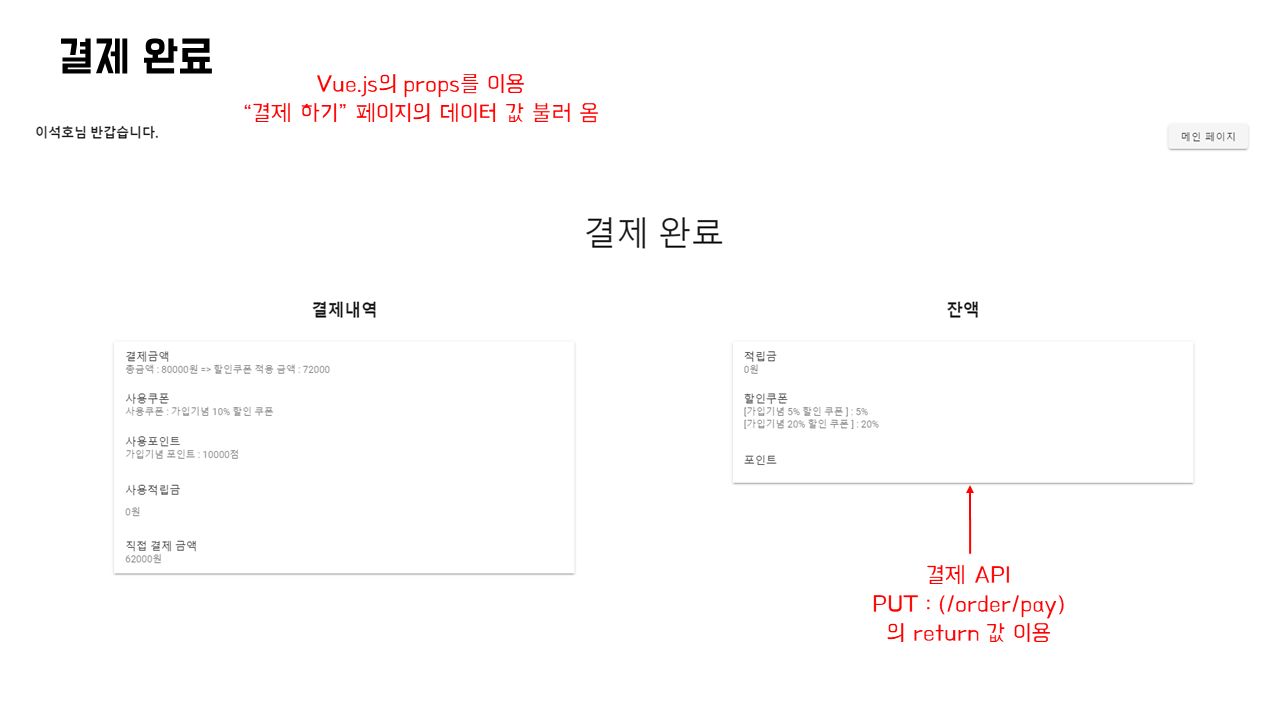 결제 완료
Vue.js의 props를 이용
“결제 하기” 페이지의 데이터 값 불러 옴
이석호님 반갑습니다.
메인 페이지
결제 완료
결제내역
결제금액
총금액 : 80000원 => 할인쿠폰 적용 금액 : 72000
사용쿠폰
사용쿠폰 : 가입기념 10% 할인 쿠폰
사용포인트
가입기념 포인트 : 10000점
사용적립금
0원
직접 결제 금액
62000원
잔액
적립금
0원
할인쿠폰
[가입기념 5% 할인 쿠폰 ] : 5%
[가입기념 20% 할인 쿠폰 ] : 20%
포인트
결제 API
PUT : (/order/pay)
의 return 값 이용